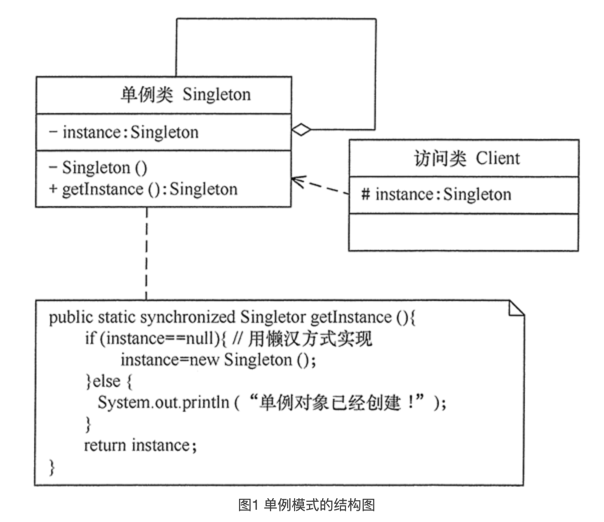 单例类 Singleton
- instance:Singleton
- Singleton ()
+ getInstance ():Singleton
访问类 Client
# instance:Singleton
public static synchronized Singletor getInstance (){
if (instance==null){ // 用懒汉方式实现
instance=new Singleton ();
}else {
System.out.println (“单例对象已经创建！”);
}
return instance;
}
图1 单例模式的结构图